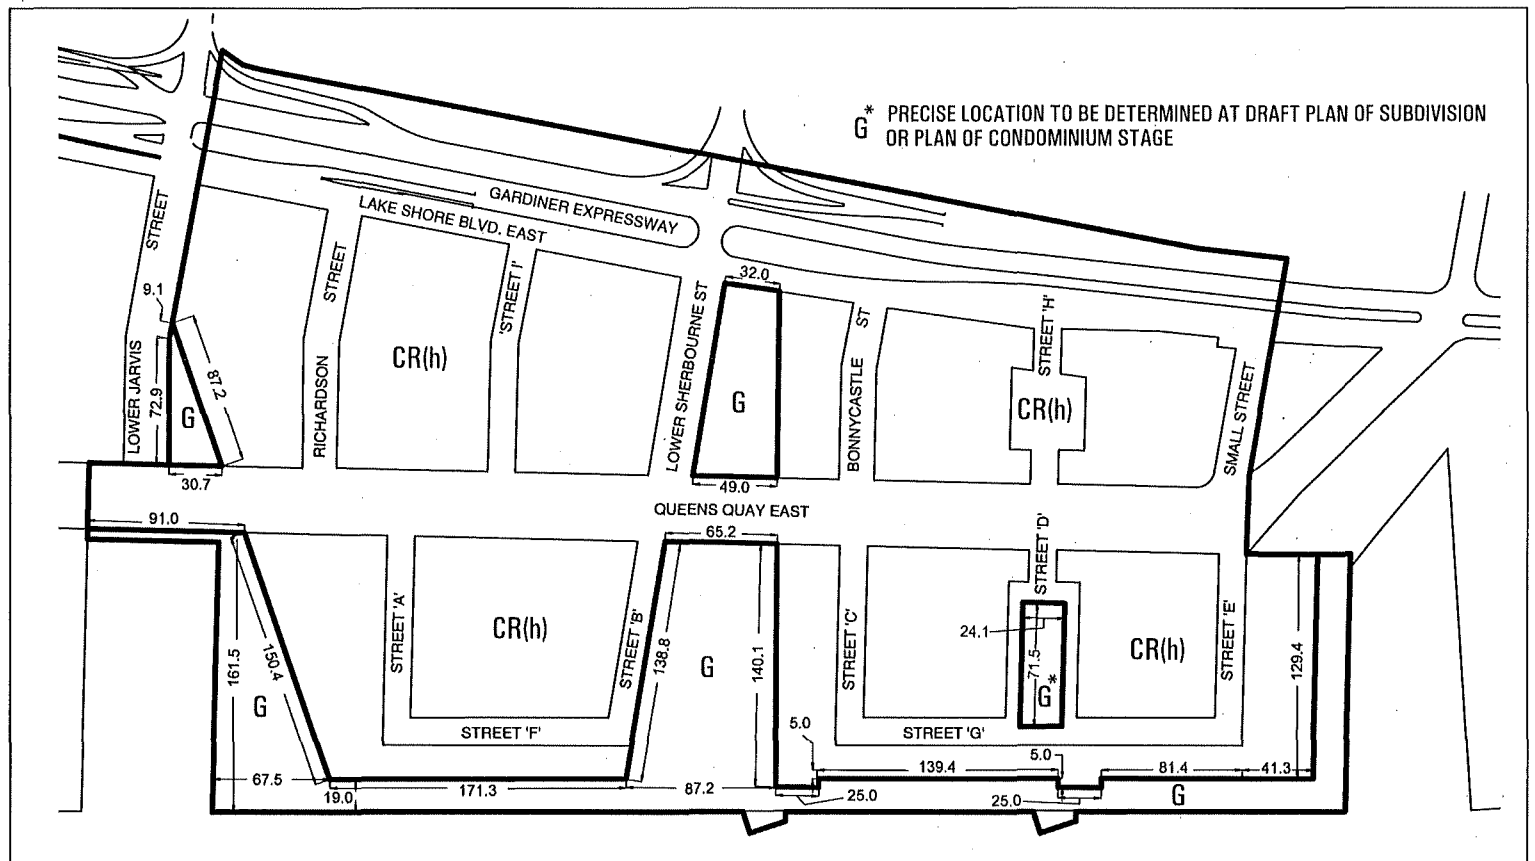 G* PRECISE LOCATION TO BE DETERMINED AT DRAFT PLAN OF SUBDIVISION
OR PLAN OF CONDOMINIUM STAGE
GARDINER EXPRESSWAY
LAKE SHORE BLVD. EAST
STREET
LOWER JARVIS
STREET
RICHARDSON
'STREET I'
LOWER SHERBOURNE ST
ST
BONNYCASTLE
STREET 'H'
SMALL STREET
9.1
72.9
87.2
G
30.7
CR(h)
32.0
G
49.0
CR(h)
QUEENS QUAY EAST
91.0
65.2
161.5
150.4
G
67.5
STREET 'A'
CR(h)
STREET 'B'
STREET 'F'
19.0
171.3
138.8
G
140.1
87.2
5.0
25.0
STREET 'C'
STREET 'D'
24.1
71.5
G*
CR(h)
STREET 'E'
129.4
STREET 'G'
139.4
5.0
25.0
81.4
41.3
G